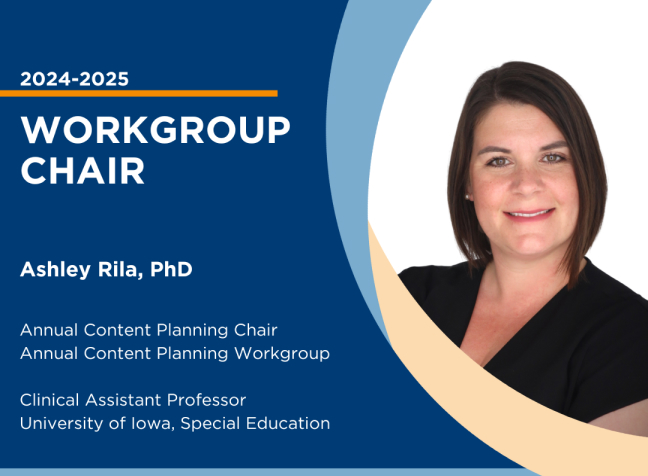 2024-2025
WORKGROUP
CHAIR
Ashley Rila, PhD
Annual Content Planning Chair
Annual Content Planning Workgroup
Clinical Assistant Professor
University of Iowa, Special Education